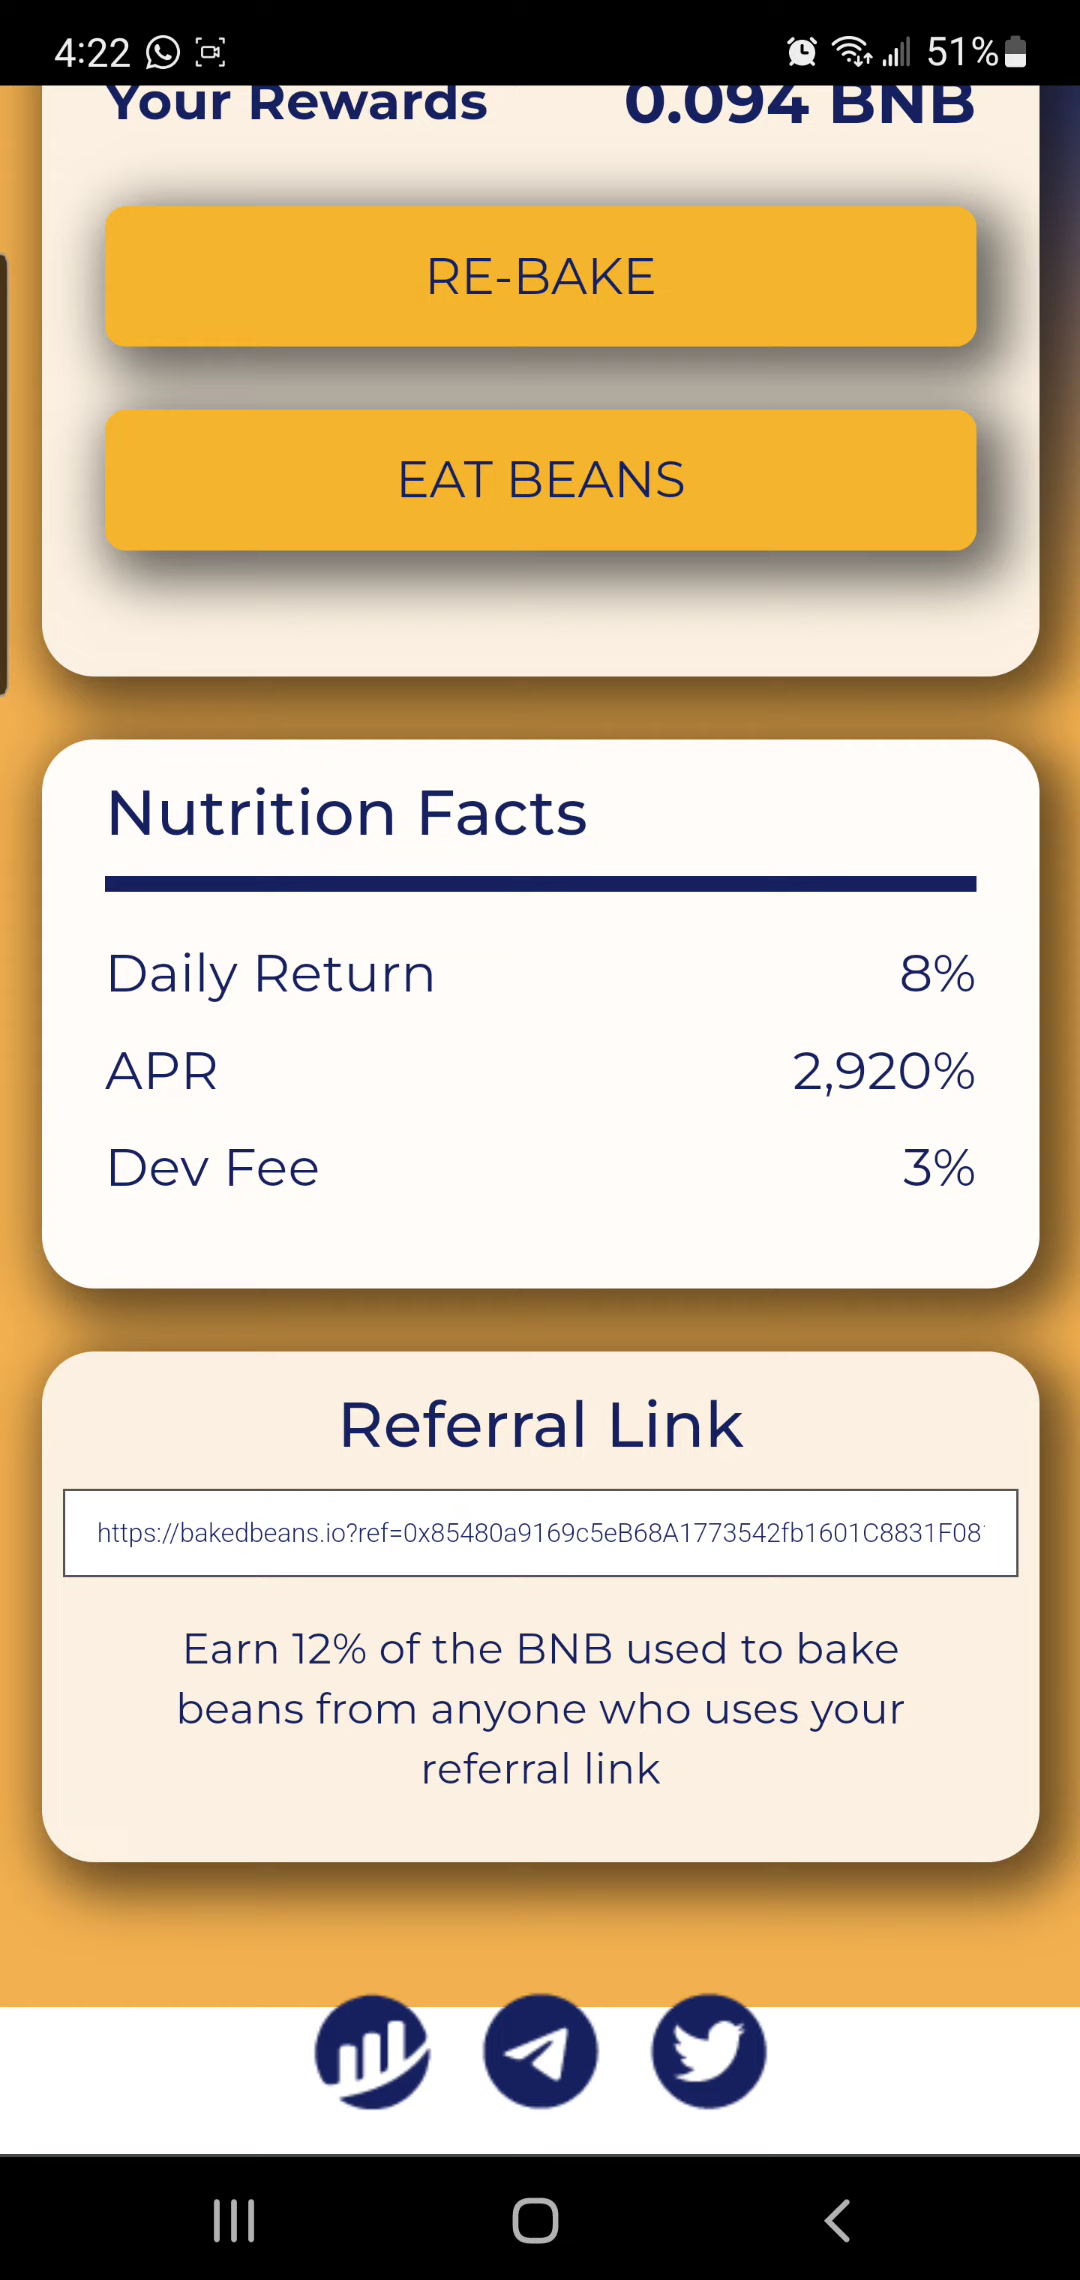 4:22
51%
Your Rewards 0.094 BNB
RE-BAKE
EAT BEANS
Nutrition Facts
Daily Return 8%
APR 2,920%
Dev Fee 3%
Referral Link
https://bakedbeans.io?ref=0x85480a9169c5eB68A1773542fb1601C8831F08
Earn 12% of the BNB used to bake
beans from anyone who uses your
referral link